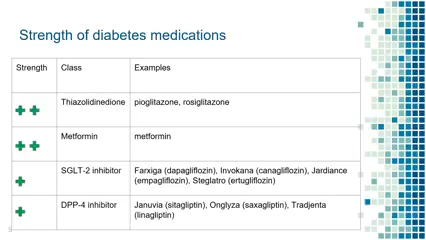 Strength of diabetes medications
Strength Class Examples
Thiazolidinedione pioglitazone, rosiglitazone
Metformin metformin
SGLT-2 inhibitor Farxiga (dapagliflozin), Invokana (canagliflozin), Jardiance
(empagliflozin), Steglatro (ertugliflozin)
DPP-4 inhibitor Januvia (sitagliptin), Onglyza (saxagliptin), Tradjenta
(linagliptin)